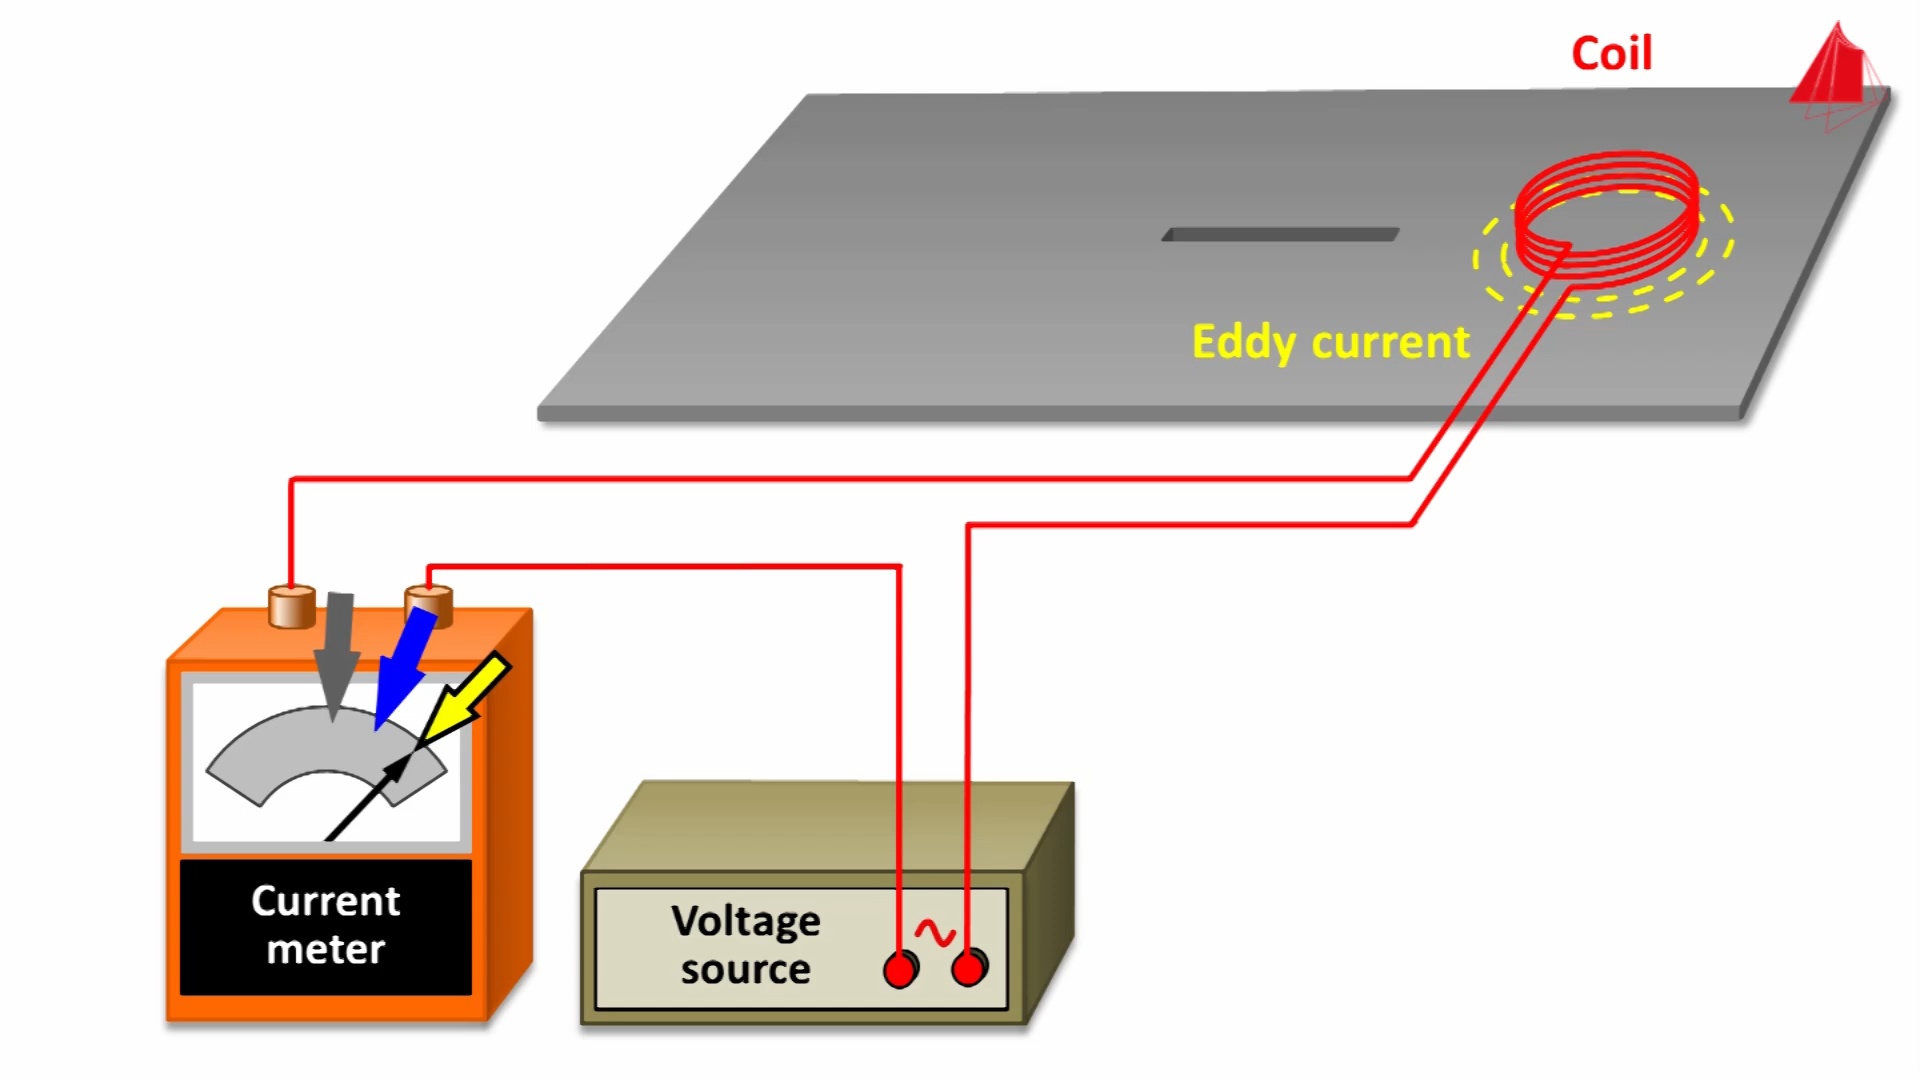 Coil
Eddy current
Current
meter
Voltage
source